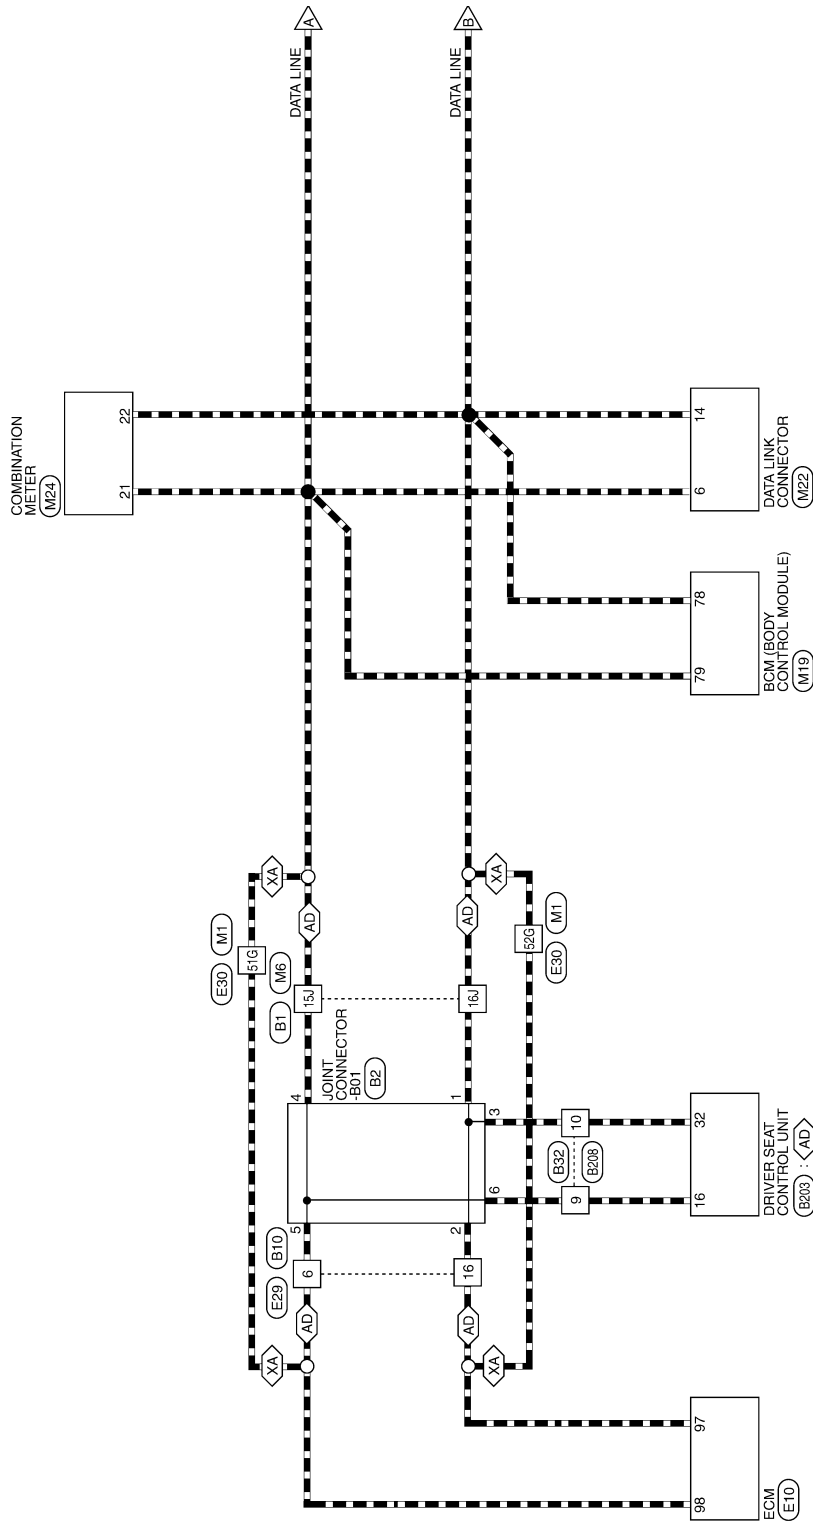 A
DATA LINE
B
DATA LINE
COMBINATION
METER
M24
22
21
14
6
DATA LINK
CONNECTOR
M22
78
79
BCM (BODY
CONTROL MODULE)
M19
XA
XA
AD
AD
M1
E30
51G
M6
B1
15J
16J
52G
M1
E30
JOINT
CONNECTOR
-B01
B2
4
1
3
6
5
2
10
B32
B208
9
32
16
DRIVER SEAT
CONTROL UNIT
B203 : AD
B10
E29
6
16
AD
AD
XA
XA
97
98
ECM
E10